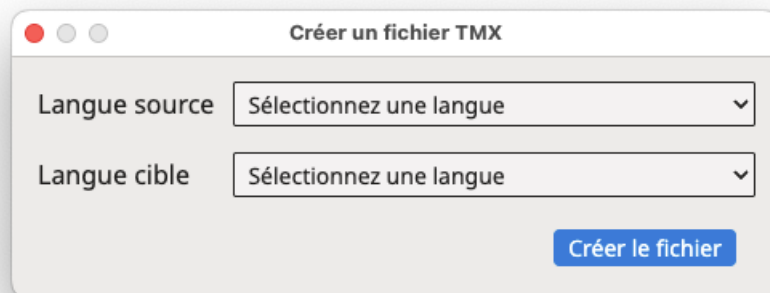 Créer un fichier TMX
Langue source Sélectionnez une langue
Langue cible Sélectionnez une langue
Créer le fichier